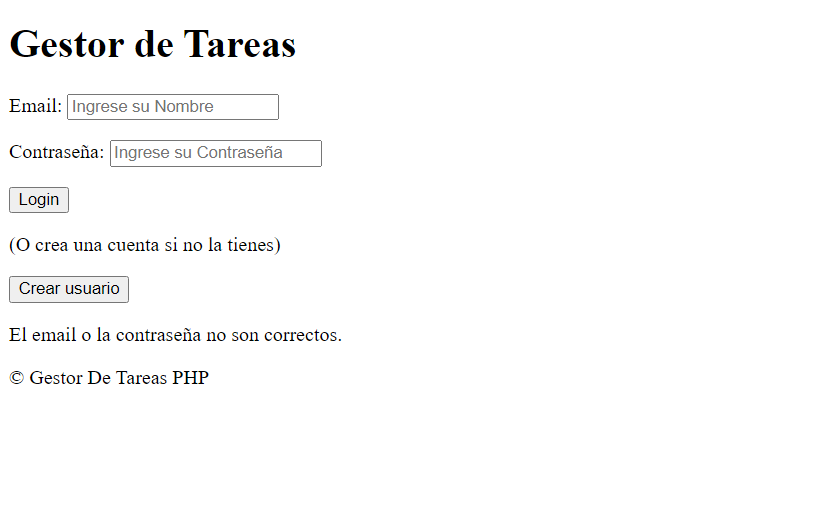 Gestor de Tareas
Email: Ingrese su Nombre
Contraseña: Ingrese su Contraseña
Login
(O crea una cuenta si no la tienes)
Crear usuario
El email o la contraseña no son correctos.
© Gestor De Tareas PHP